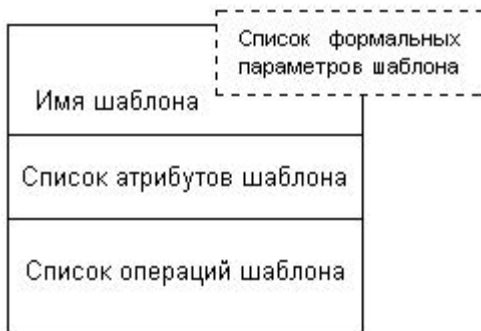 Список формальных
параметров шаблона
Имя шаблона
Список атрибутов шаблона
Список операций шаблона